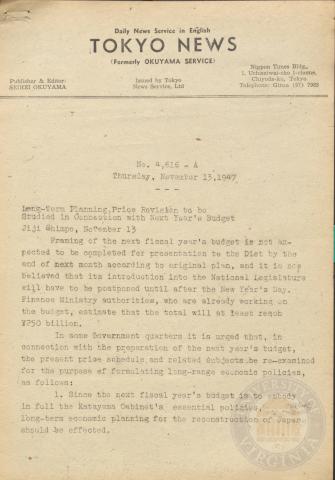 Daily News Service in English
TOKYO NEWS
(Formerly OKUYAMA SERVICE)
Publisher & Editor:
SEIREI OKUYAMA
Issued by Tokyo
News Service, Ltd
Nippon Times Bldg.,
1, Uchisaiwai-cho 1-chome,
Chiyoda-ku, Tokyo
Telephone: Ginza (57)
No. 4,616 - A
Thursday, November 13,1947
Long-Term Planning,Price Revision to be
Studied in Connection with Next Year's Budget
Jiji Shimpo, November 13
Framing of the next fiscal year's budget is not ex-
pected to be completed for presentation to the Diet by the
end of next month according to original plan, and it is now
believed that its introduction into the National Legislature
will have to be postponed until after the New Year's Day.
Finance Ministry authorities, who are already working on
the budget, estimate that the total will at least reach
¥750 billion.
In some Government quarters it is urged that, in
connection with the preparation of the next year's budget,
the present price schedule and related subjects be re-examined
for the purpose of formulating long-range economic policies,
as follows:
1. Since the next fiscal year's budget is to embody
in full the Katayama Cabinet's essential policies,
long-term economic planning for the reconstruction of Japan
should be effected.
UNIVERSITY
VIRGINIA